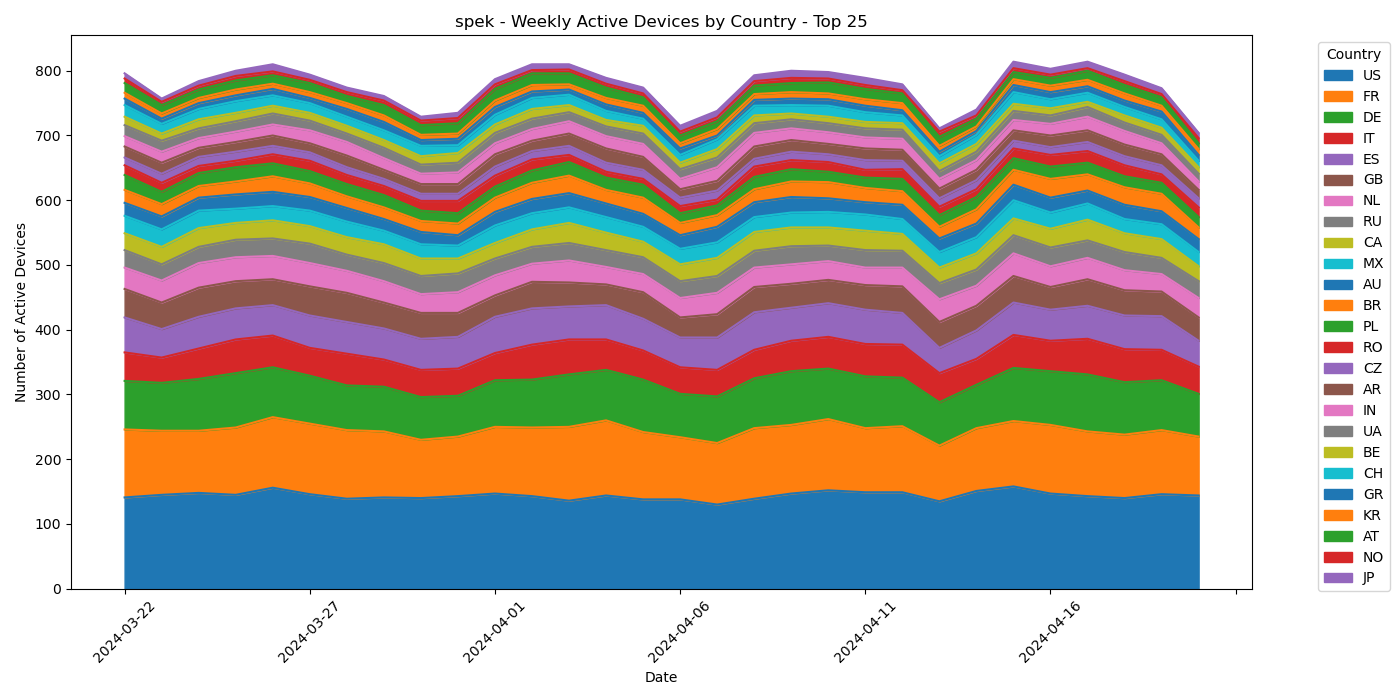 spek - Weekly Active Devices by Country - Top 25
Number of Active Devices
800
700
600
500
400
300
200
100
0
2024-03-22
2024-03-27
2024-04-01
2024-04-06
2024-04-11
2024-04-16
Date
Country
US
FR
DE
IT
ES
GB
NL
RU
CA
MX
AU
BR
PL
RO
CZ
AR
IN
UA
BE
CH
GR
KR
AT
NO
JP